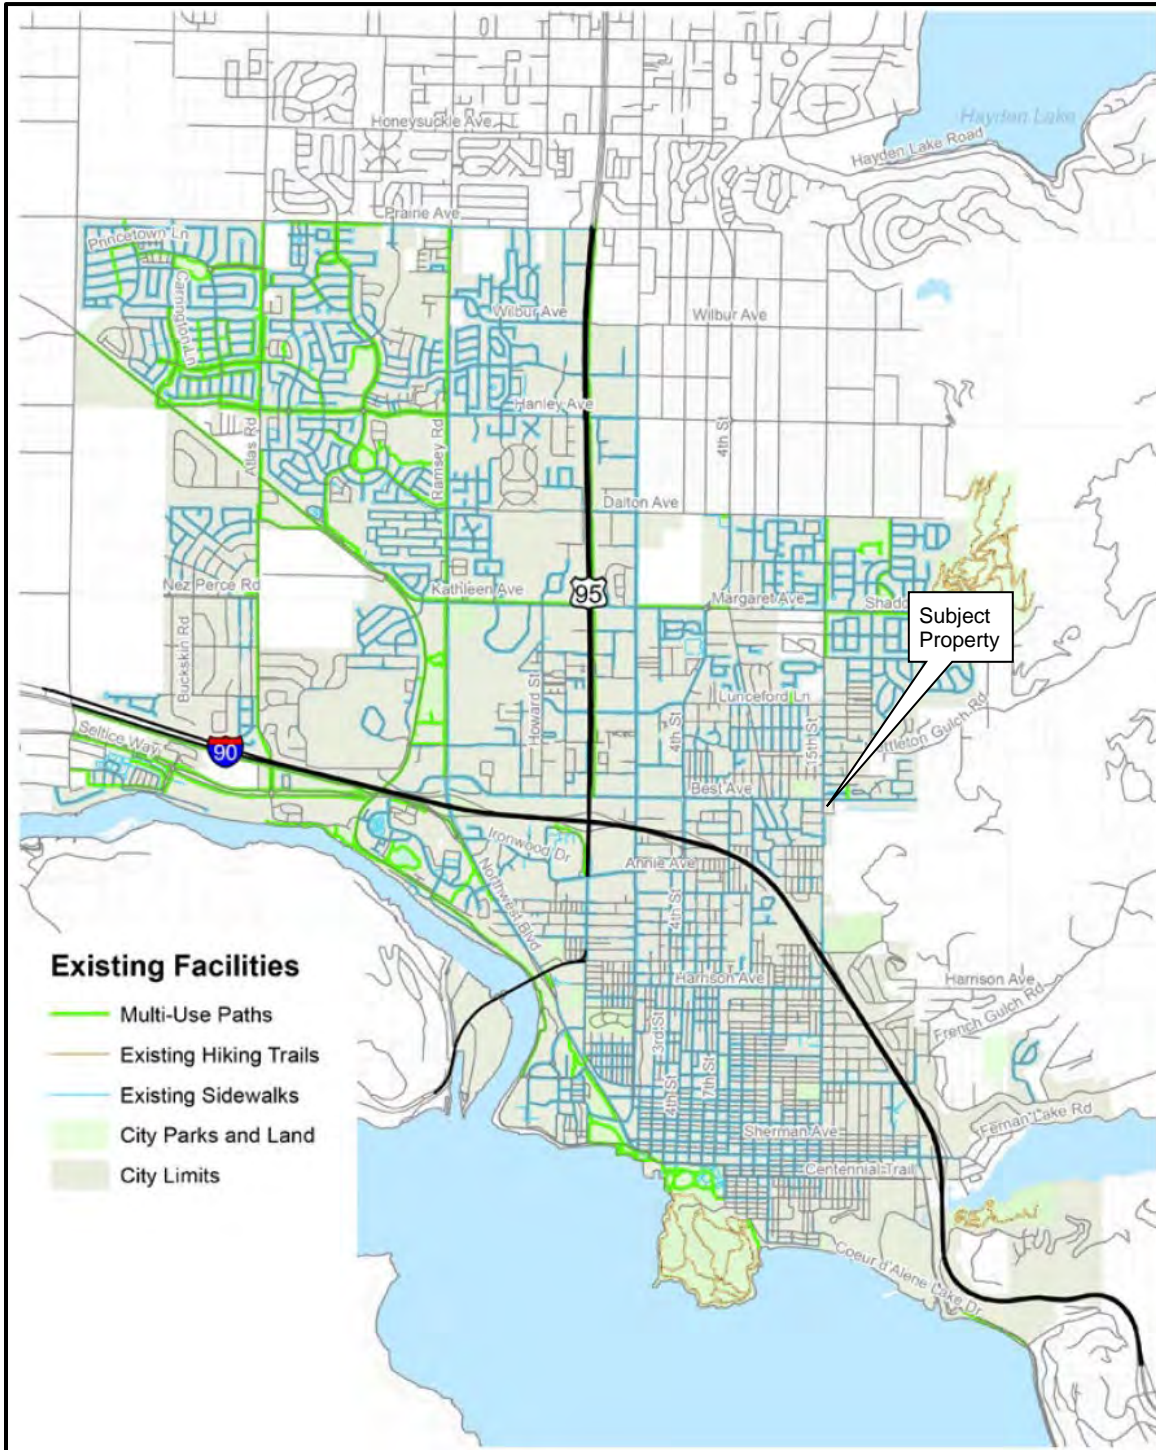 Hayden Lake
Honeysuckle Ave
Hayden Lake Road
Prairie Ave
Princetown Ln
Carrington Ln
Wilbur Ave
Wilbur Ave
Hanley Ave
Atlas Rd
Ramsey Rd
4th St
Dalton Ave
Nez Perce Rd
Kathleen Ave
95
Margaret Ave
Shadd
Subject
Property
Buckskin Rd
Howard St
Lunceford Ln
4th St
15th St
ttleton Gulch Rd
Seltice Way
90
Best Ave
Ironwood Dr
Annie Ave
Northwest Blvd
4th St
Existing Facilities
Harrison Ave
Harrison Ave
Multi-Use Paths
French Gulch Rd
Existing Hiking Trails
3rd St
Existing Sidewalks
4th St
7th St
Fernan Lake Rd
City Parks and Land
Sherman Ave
City Limits
Centennial Trail
Coeur d'Alene Lake Dr